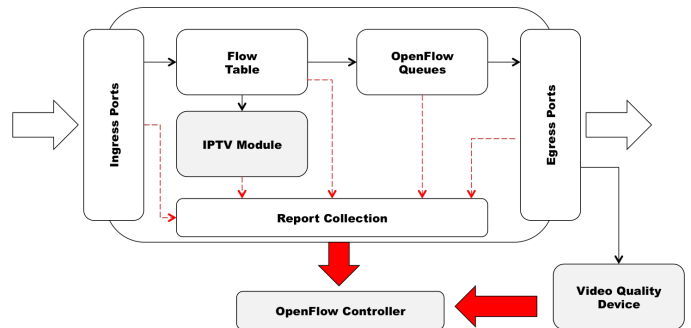 Ingress Ports
Flow
Table
OpenFlow
Queues
Egress Ports
IPTV Module
Report Collection
OpenFlow Controller
Video Quality
Device